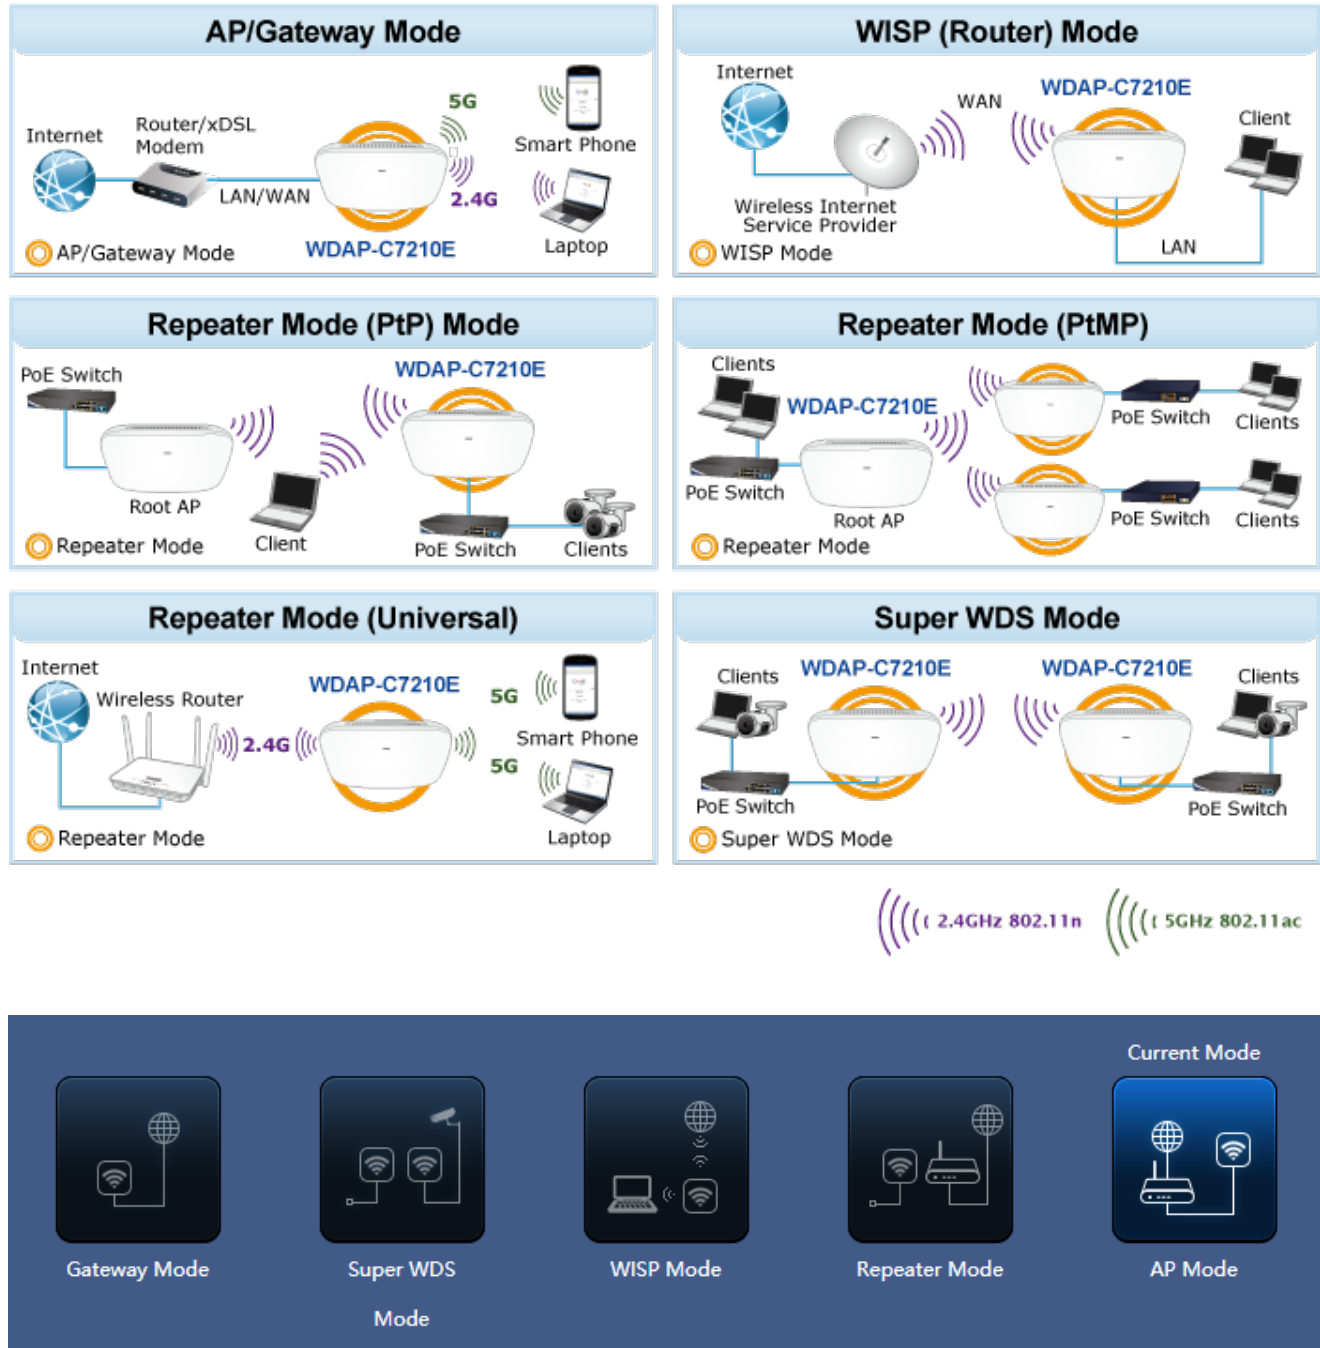 AP/Gateway Mode
Internet
Router/xDSL
Modem
LAN/WAN
5G
2.4G
Smart Phone
Laptop
WDAP-C7210E
AP/Gateway Mode
WISP (Router) Mode
Internet
WAN
WDAP-C7210E
Client
Wireless Internet
Service Provider
LAN
WISP Mode
Repeater Mode (PtP) Mode
PoE Switch
WDAP-C7210E
Root AP
Client
PoE Switch
Clients
Repeater Mode
Repeater Mode (PtMP)
Clients
WDAP-C7210E
PoE Switch
Clients
PoE Switch
Root AP
PoE Switch
Clients
Repeater Mode
Repeater Mode (Universal)
Internet
Wireless Router
2.4G
WDAP-C7210E
5G
Smart Phone
5G
Laptop
Repeater Mode
Super WDS Mode
Clients
WDAP-C7210E
WDAP-C7210E
Clients
PoE Switch
PoE Switch
Super WDS Mode
2.4GHz 802.11n
5GHz 802.11ac
Current Mode
Gateway Mode
Super WDS
Mode
WISP Mode
Repeater Mode
AP Mode